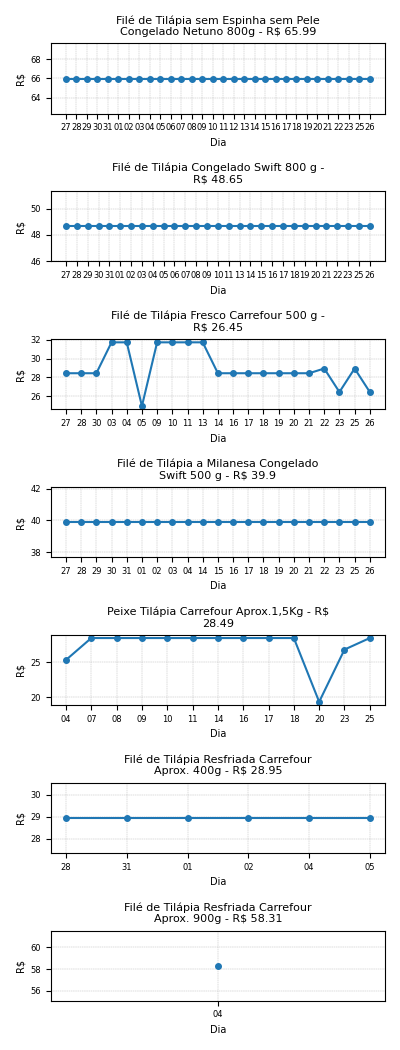 Filé de Tilápia sem Espinha sem Pele
Congelado Netuno 800g - R$ 65.99
68
66
64
R$
27 28 29 30 31 01 02 03 04 05 06 07 08 09 10 11 12 13 14 15 16 17 18 19 20 21 22 23 25 26
Dia
Filé de Tilápia Congelado Swift 800 g -
R$ 48.65
50
48
46
R$
27 28 29 30 31 01 02 03 04 05 06 07 08 09 10 11 12 14 15 16 17 18 19 20 21 22 23 25 26
Dia
Filé de Tilápia Fresco Carrefour 500 g -
R$ 26.45
32
30
28
26
R$
27 28 30 03 04 05 09 10 11 13 14 15 16 17 18 19 20 21 22 23 25 26
Dia
Filé de Tilápia a Milanesa Congelado
Swift 500 g - R$ 39.9
42
40
38
R$
27 28 29 30 31 01 02 03 04 14 15 16 17 18 19 20 21 22 23 25 26
Dia
Peixe Tilápia Carrefour Aprox.1,5Kg - R$
28.49
25
20
R$
04 07 08 09 10 11 14 16 17 18 20 23 25
Dia
Filé de Tilápia Resfriada Carrefour
Aprox. 400g - R$ 28.95
30
29
28
R$
28 31 01 02 04 05
Dia
Filé de Tilápia Resfriada Carrefour
Aprox. 900g - R$ 58.31
60
58
56
R$
04
Dia